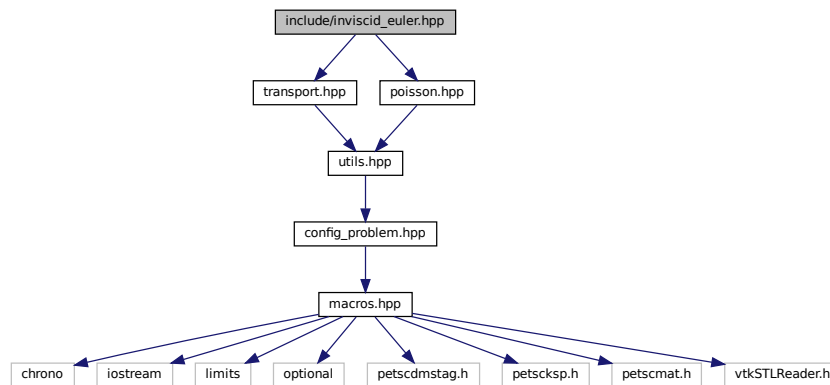 include/inviscid_euler.hpp
transport.hpp
poisson.hpp
utils.hpp
config_problem.hpp
macros.hpp
chrono
iostream
limits
optional
petscdmstag.h
petscksp.h
petscmat.h
vtkSTLReader.h